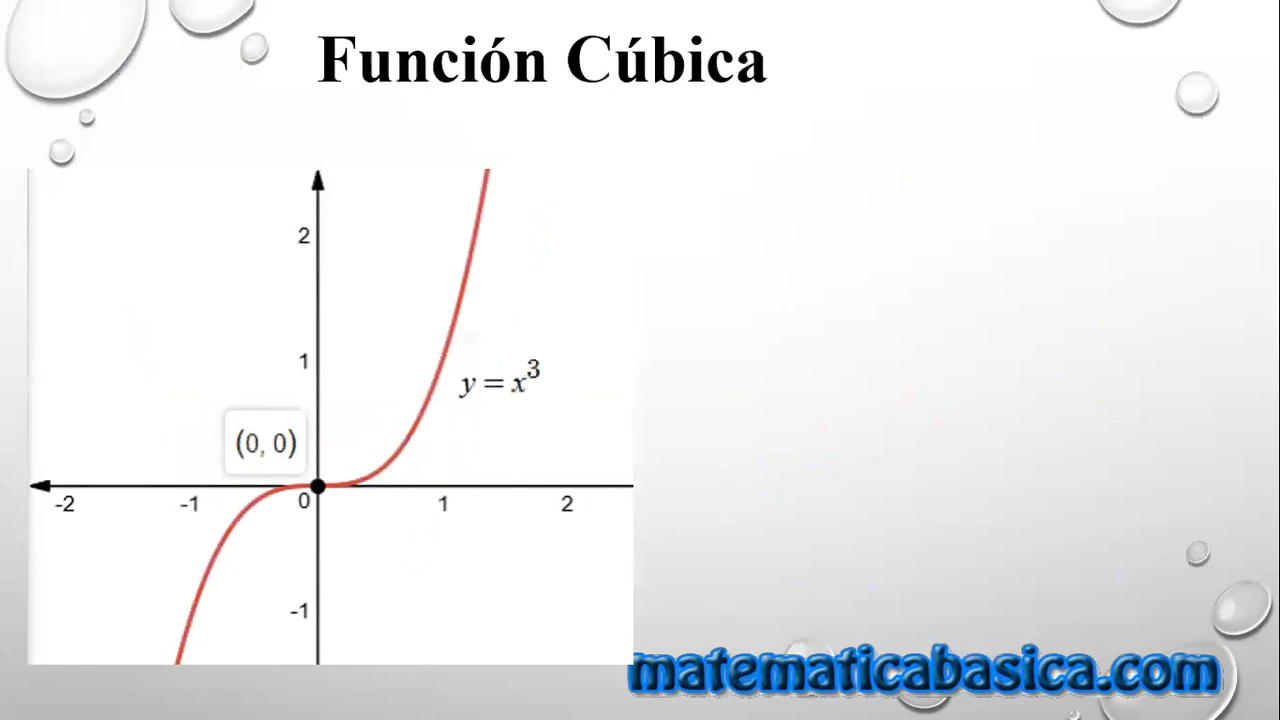 Función Cúbica
2
1
y = x³
(0, 0)
-2 -1 0 1 2
-1
matematicabasica.com